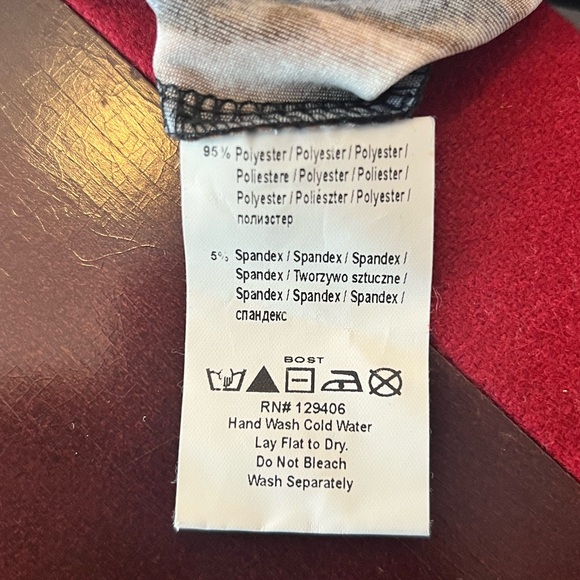 95% Polyester / Polyester / Polyester /
Poliestere / Polyester / Poliester /
Polyester / Poliészter / Polyester /
полиэстер
5% Spandex / Spandex / Spandex /
Spandex / Tworzywo sztuczne /
Spandex / Spandex / Spandex /
спандекс
BOST
RN# 129406
Hand Wash Cold Water
Lay Flat to Dry.
Do Not Bleach
Wash Separately